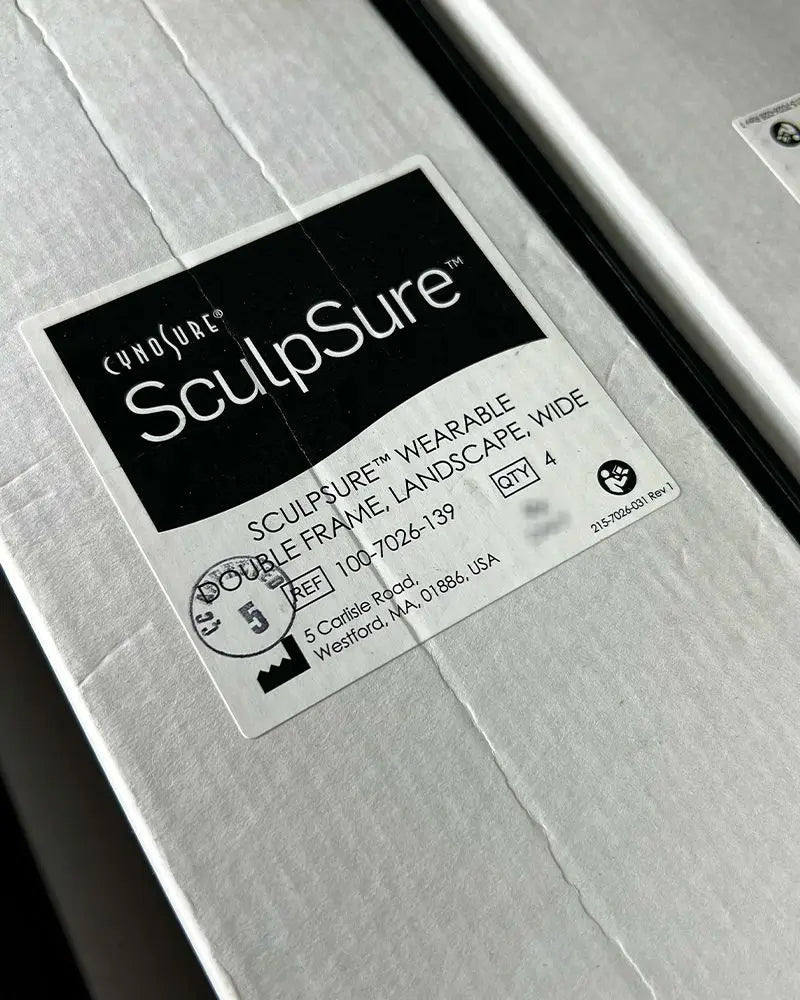 CYNOSURE®
SculpSure™
SCULPSURE™ WEARABLE
DOUBLE FRAME, LANDSCAPE, WIDE
REF 100-7026-139 QTY 4
5 Carlisle Road,
Westford, MA, 01886, USA
215-7026-031 Rev 1
5